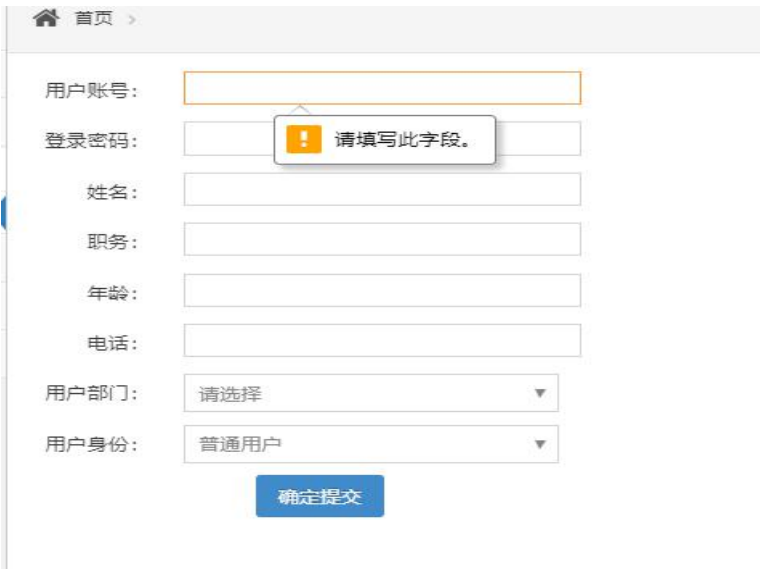 首页 >
用户账号:
登录密码:
! 请填写此字段。
姓名:
职务:
年龄:
电话:
用户部门: 请选择
用户身份: 普通用户
确定提交